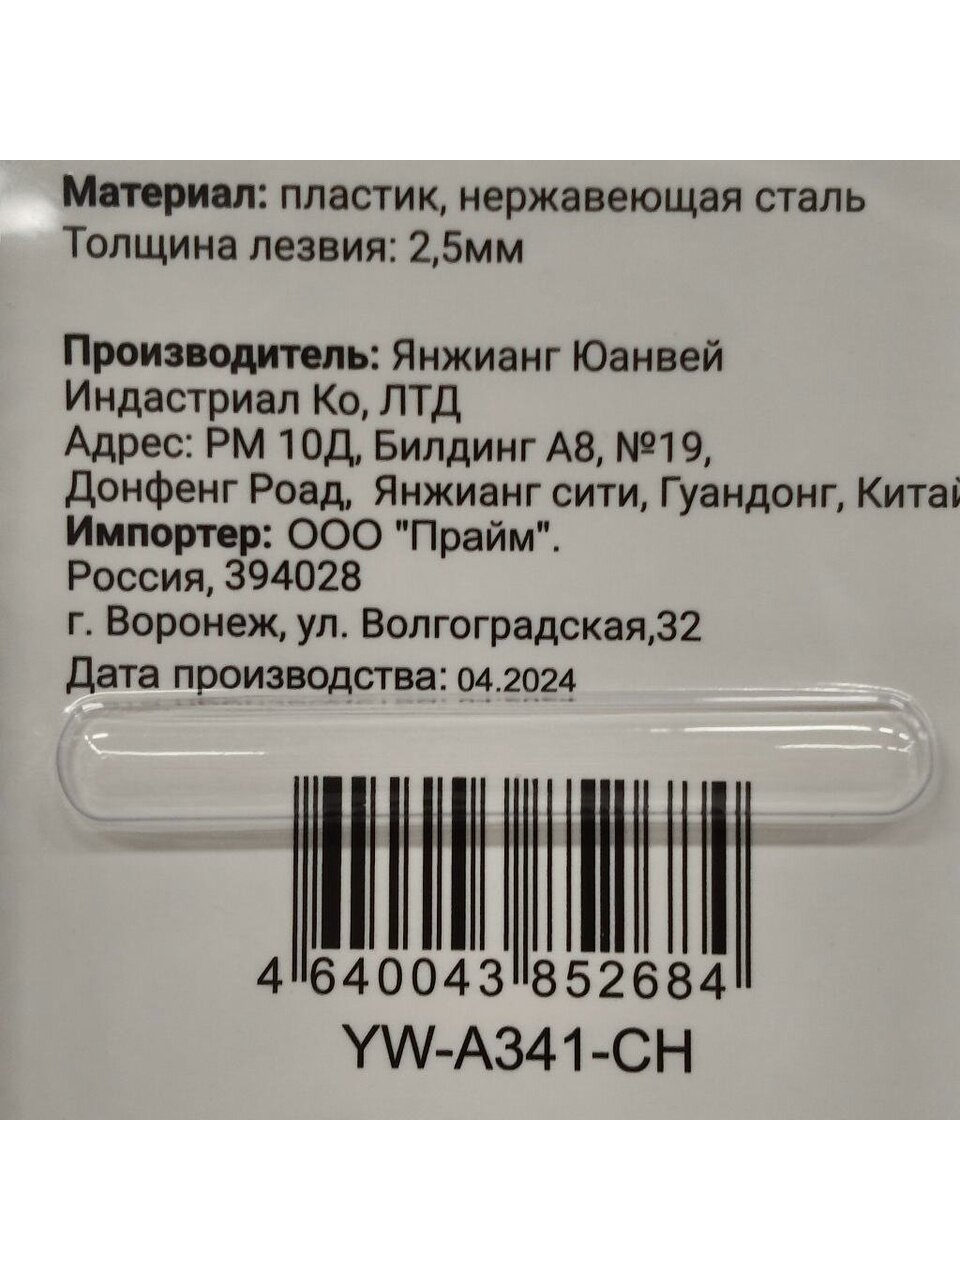 Материал: пластик, нержавеющая сталь
Толщина лезвия: 2,5мм
Производитель: Янжианг Юанвей
Индастриал Ко, ЛТД
Адрес: РМ 10Д, Билдинг А8, №19,
Донфенг Роад, Янжианг сити, Гуандонг, Китай
Импортер: ООО "Прайм".
Россия, 394028
г. Воронеж, ул. Волгоградская,32
Дата производства: 04.2024
4 640043 852684
YW-A341-CH